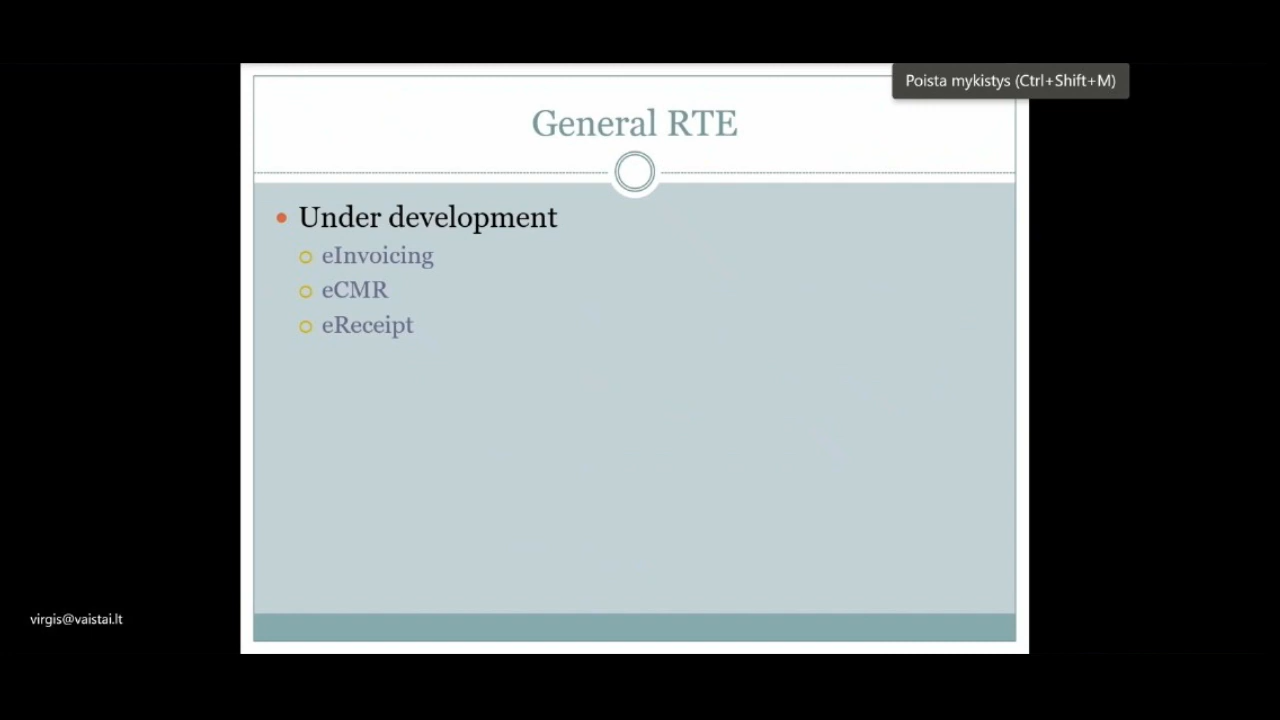 Poista mykistys (Ctrl+Shift+M)
General RTE
Under development
eInvoicing
eCMR
eReceipt
virgis@vaistai.lt